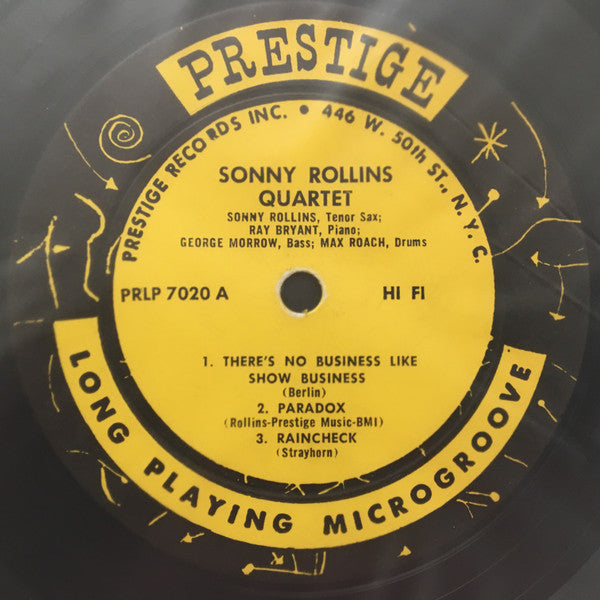 PRESTIGE
PRESTIGE RECORDS INC. • 446 W. 50th ST., N.Y.C.
SONNY ROLLINS
QUARTET
SONNY ROLLINS, Tenor Sax;
RAY BRYANT, Piano;
GEORGE MORROW, Bass; MAX ROACH, Drums
PRLP 7020 A HI FI
1. THERE'S NO BUSINESS LIKE
SHOW BUSINESS
(Berlin)
2. PARADOX
(Rollins-Prestige Music-BMI)
3. RAINCHECK
(Strayhorn)
LONG PLAYING MICROGROOVE